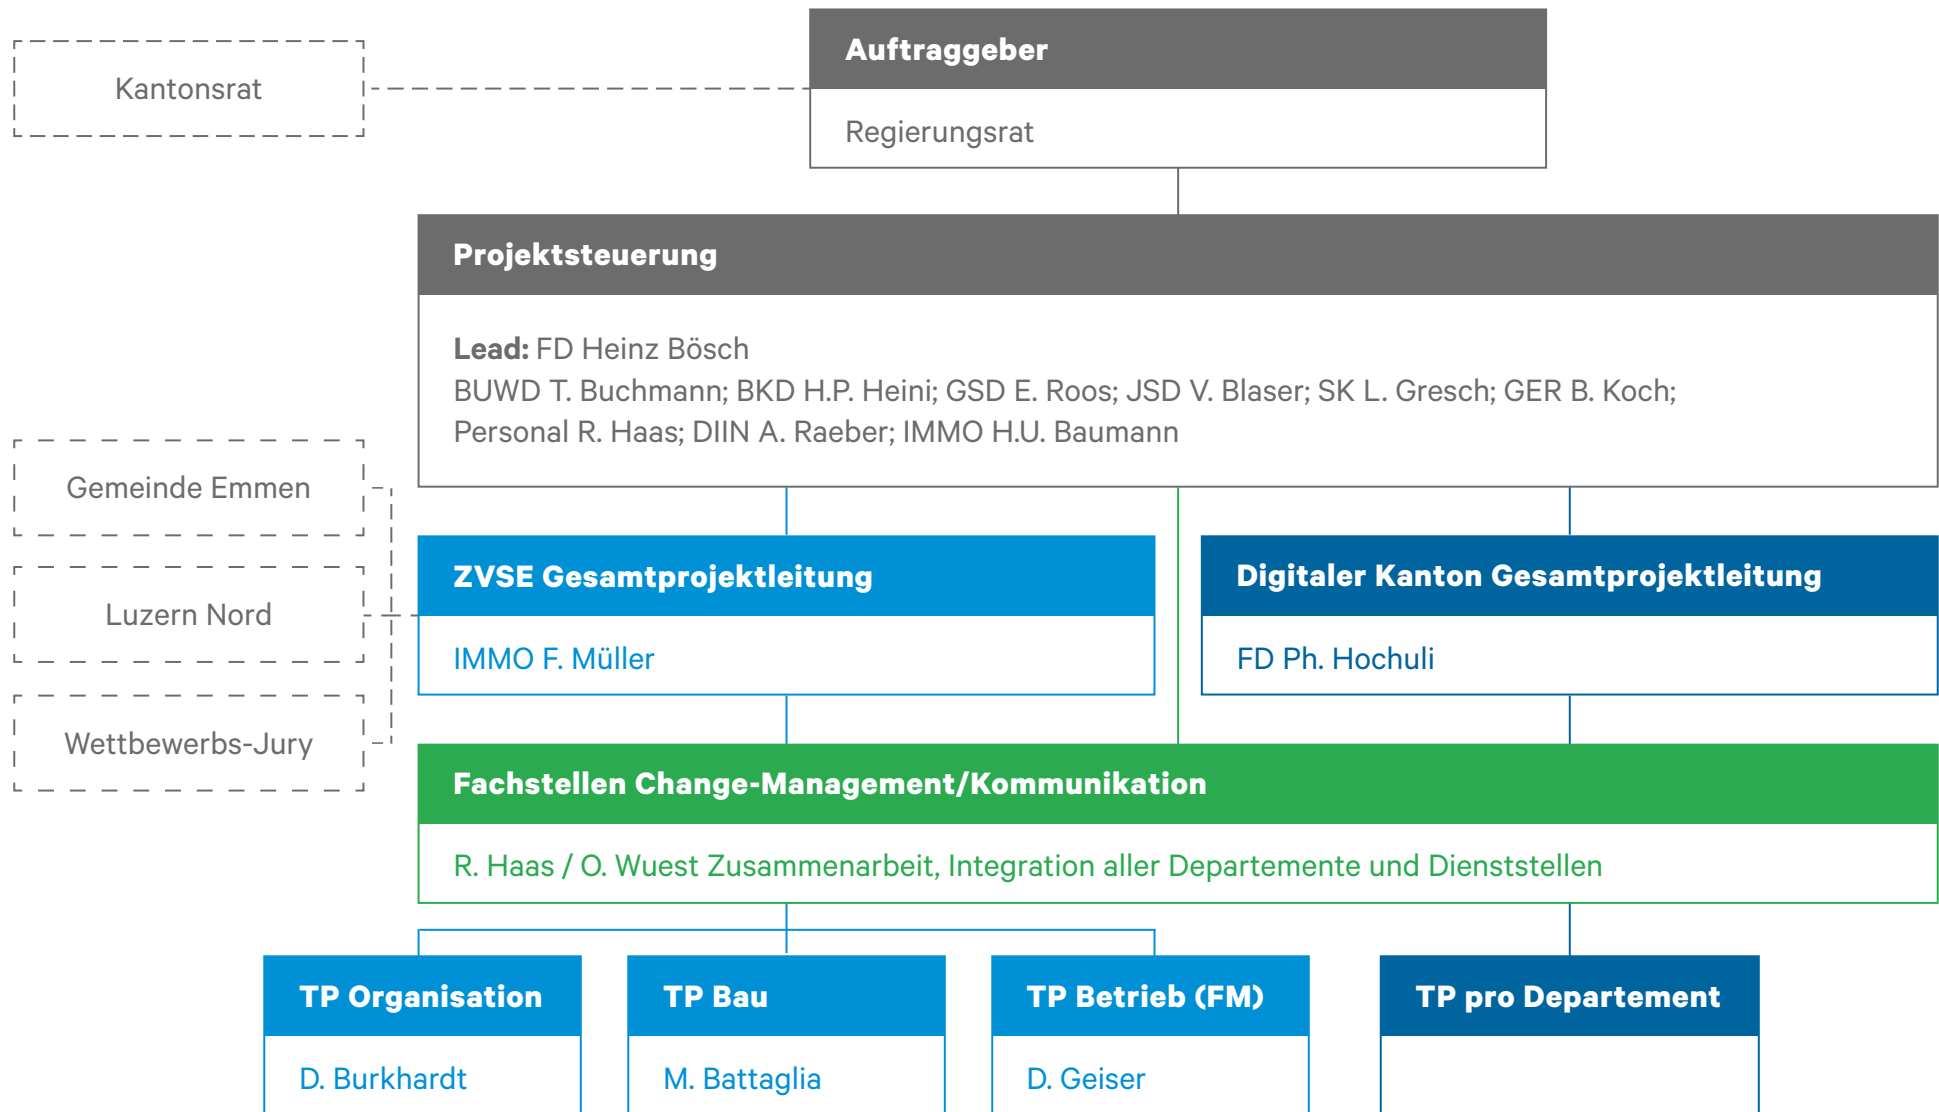 Kantonsrat
Auftraggeber
Regierungsrat
Projektsteuerung
Lead: FD Heinz Bösch
BUWD T. Buchmann; BKD H.P. Heini; GSD E. Roos; JSD V. Blaser; SK L. Gresch; GER B. Koch;
Personal R. Haas; DIIN A. Raeber; IMMO H.U. Baumann
Gemeinde Emmen
Luzern Nord
Wettbewerbs-Jury
ZVSE Gesamtprojektleitung
IMMO F. Müller
Digitaler Kanton Gesamtprojektleitung
FD Ph. Hochuli
Fachstellen Change-Management/Kommunikation
R. Haas / O. Wuest Zusammenarbeit, Integration aller Departemente und Dienststellen
TP Organisation
D. Burkhardt
TP Bau
M. Battaglia
TP Betrieb (FM)
D. Geiser
TP pro Departement